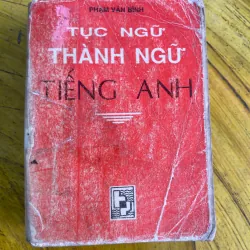 PHẠM VĂN BÌNH
TỤC NGỮ
THÀNH NGỮ
TIẾNG ANH